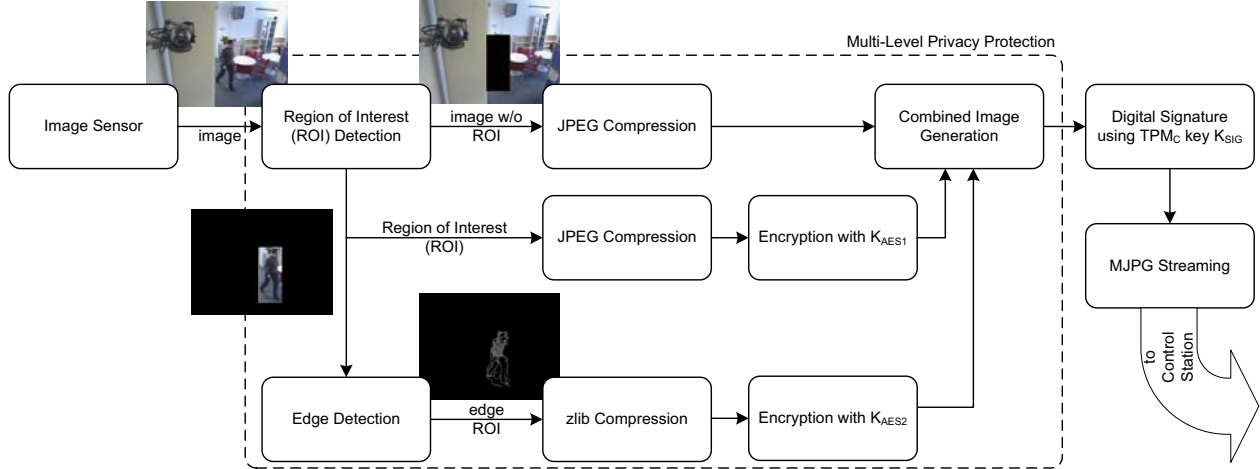 Multi-Level Privacy Protection
Image Sensor
image
Region of Interest
(ROI) Detection
image w/o
ROI
JPEG Compression
Combined Image
Generation
Digital Signature
using TPMC key KSIG
Region of Interest
(ROI)
JPEG Compression
Encryption with KAES1
MJPG Streaming
to
Control
Station
Edge Detection
edge
ROI
zlib Compression
Encryption with KAES2